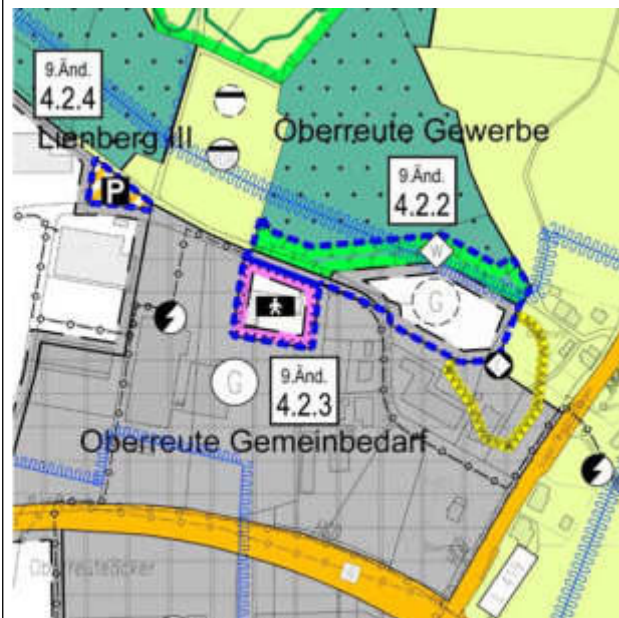 9.Änd.
4.2.4
Lienberg III
Oberreute Gewerbe
9.Änd.
4.2.2
P
W
G
G
9.Änd.
4.2.3
Oberreute Gemeinbedarf
Oberreuteäcker